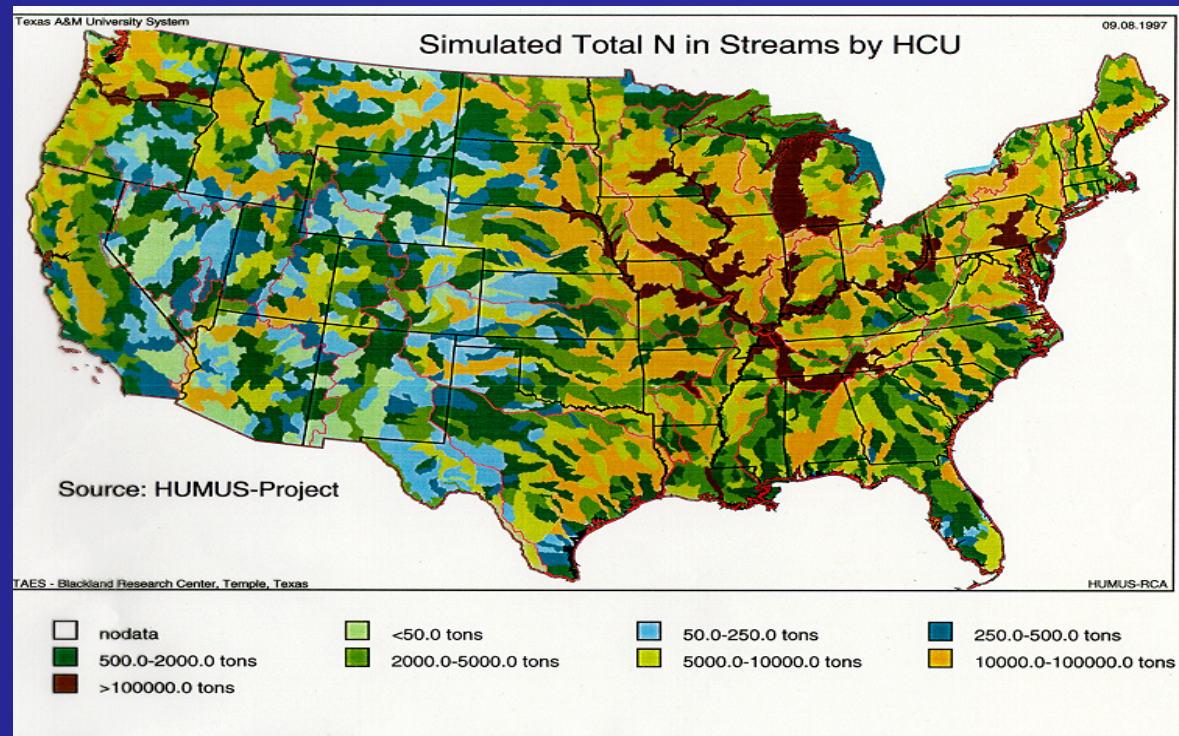 Texas A&M University System
09.08.1997
Simulated Total N in Streams by HCU
Source: HUMUS-Project
TAES - Blackland Research Center, Temple, Texas
HUMUS-RCA
nodata
<50.0 tons
50.0-250.0 tons
250.0-500.0 tons
500.0-2000.0 tons
2000.0-5000.0 tons
5000.0-10000.0 tons
10000.0-100000.0 tons
>100000.0 tons